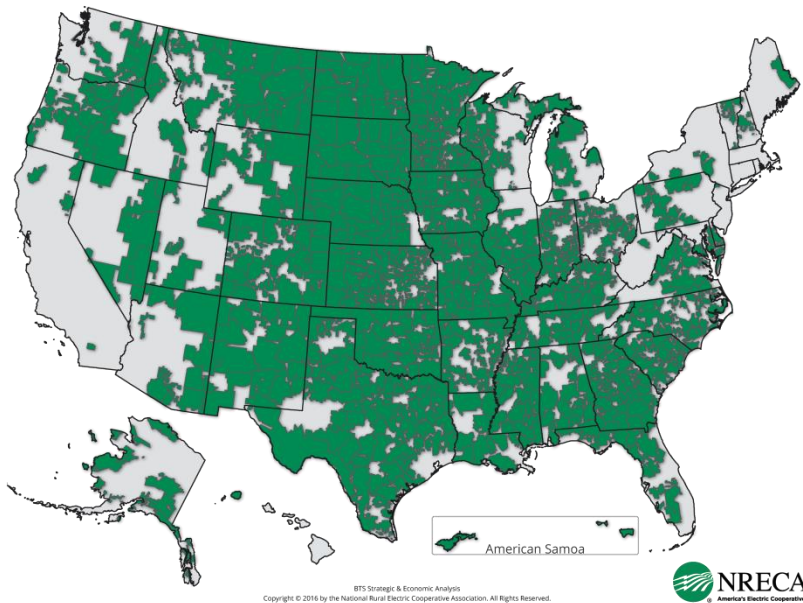 American Samoa
BTS Strategic & Economic Analysis
Copyright © 2016 by the National Rural Electric Cooperative Association. All Rights Reserved.
NRECA
America's Electric Cooperative